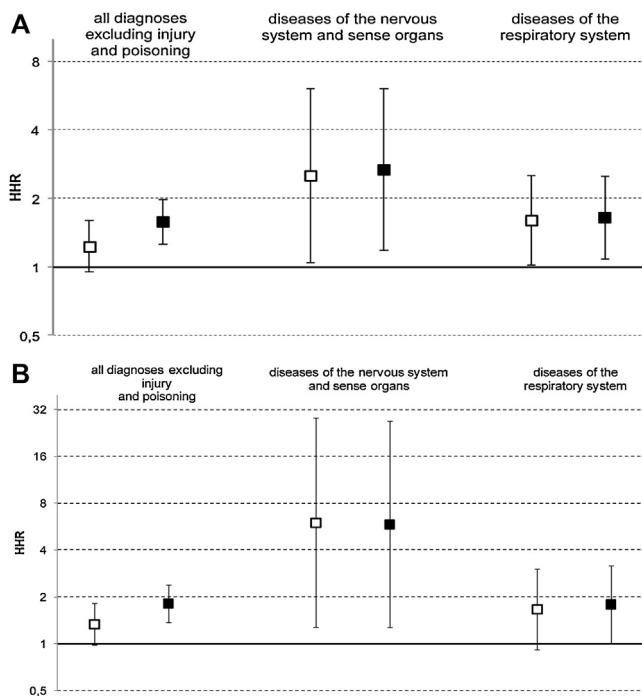 A
all diagnoses
excluding injury
and poisoning
diseases of the nervous
system and sense organs
diseases of the
respiratory system
8
4
2
1
0,5
HHR
B
all diagnoses excluding
injury
and poisoning
diseases of the nervous system
and sense organs
diseases of the
respiratory system
32
16
8
4
2
1
0,5
HHR